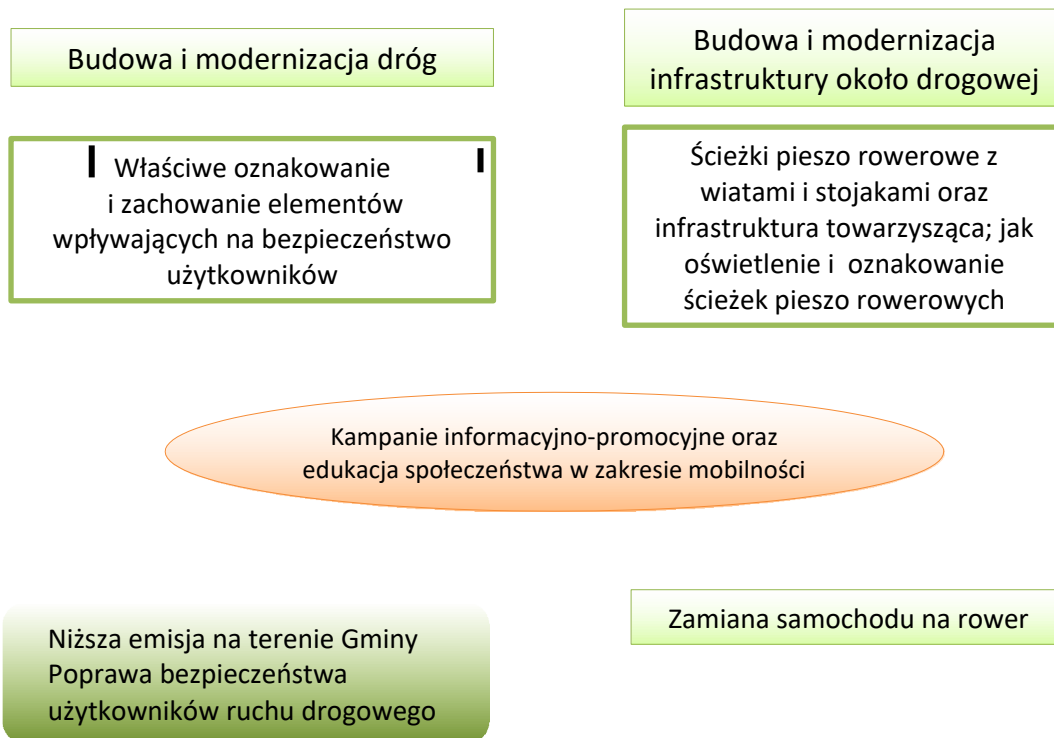 Budowa i modernizacja dróg
Budowa i modernizacja
infrastruktury około drogowej
Właściwe oznakowanie
i zachowanie elementów
wpływających na bezpieczeństwo
użytkowników
Ścieżki pieszo rowerowe z
wiatami i stojakami oraz
infrastruktura towarzysząca; jak
oświetlenie i oznakowanie
ścieżek pieszo rowerowych
Kampanie informacyjno-promocyjne oraz
edukacja społeczeństwa w zakresie mobilności
Niższa emisja na terenie Gminy
Poprawa bezpieczeństwa
użytkowników ruchu drogowego
Zamiana samochodu na rower